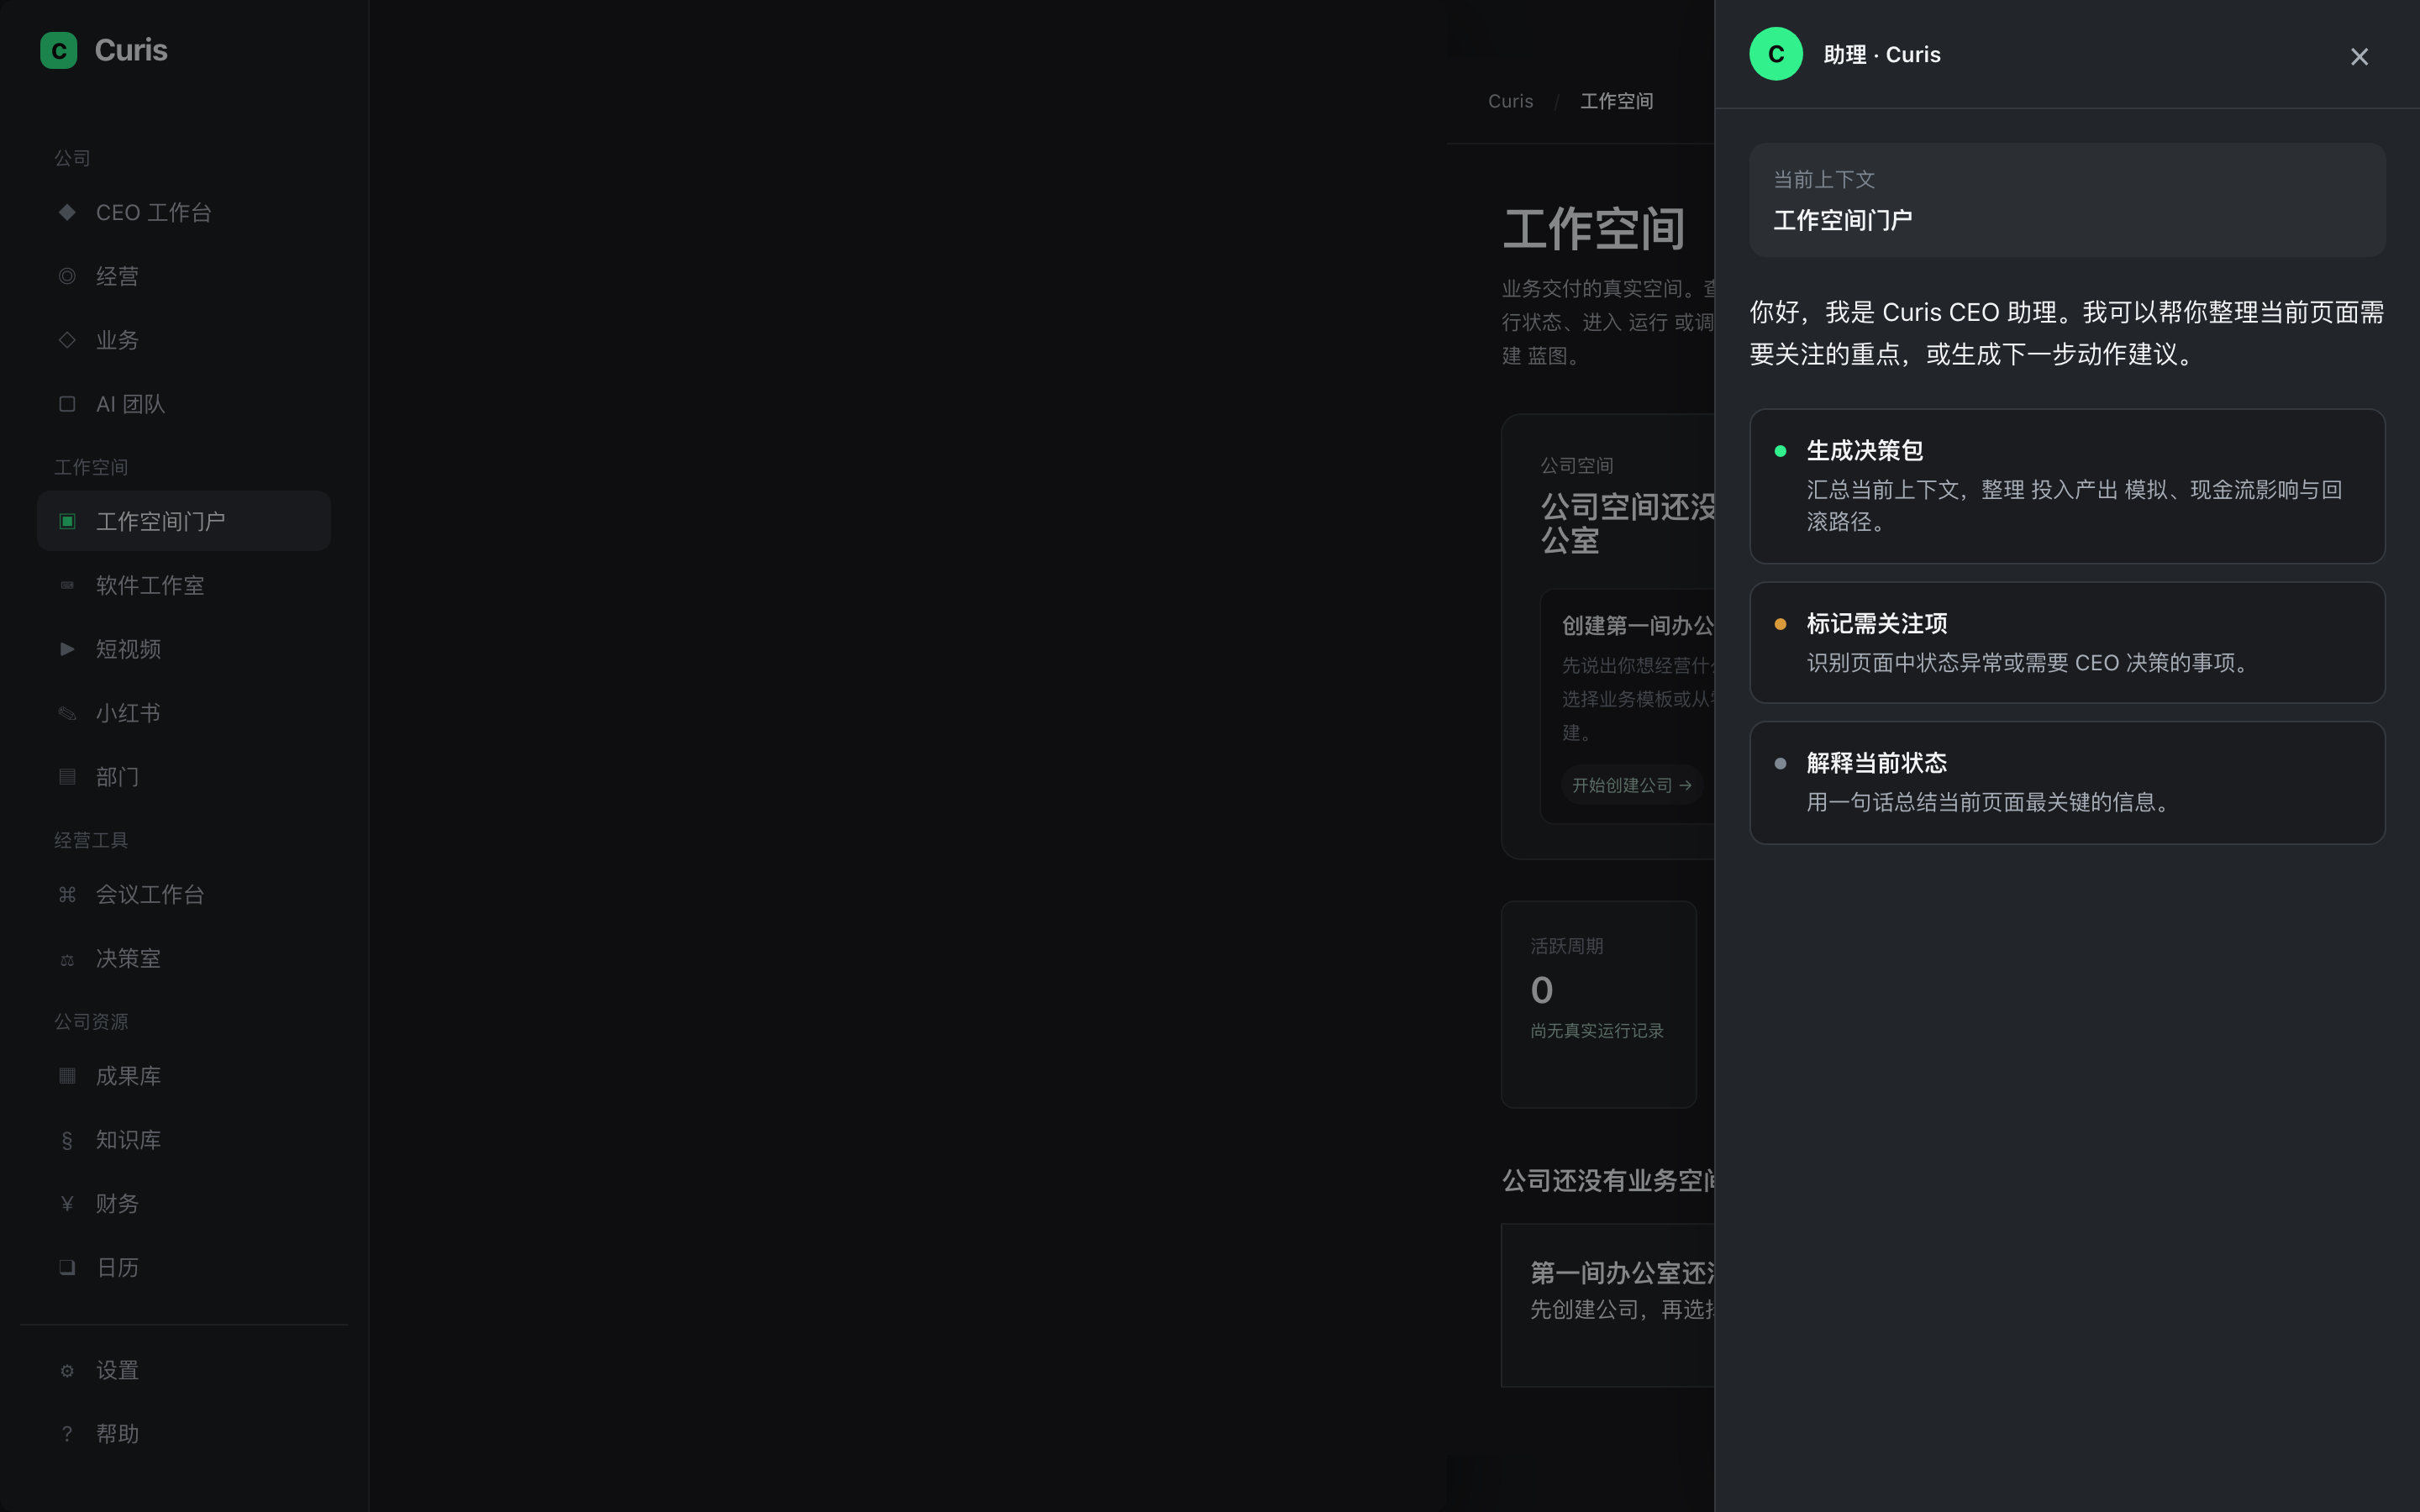 C Curis
公司
CEO 工作台
经营
业务
AI 团队
工作空间
工作空间门户
软件工作室
短视频
小红书
部门
经营工具
会议工作台
决策室
公司资源
成果库
§ 知识库
¥ 财务
日历
设置
? 帮助
Curis / 工作空间
工作空间
业务交付的真实空间。
行状态、进入 运行 或调
建 蓝图。
公司空间
公司空间还没
公室
创建第一间办公
先说出你想经营什
选择业务模板或从
建。
开始创建公司 →
活跃周期
0
尚无真实运行记录
公司还没有业务空间
第一间办公室还没
先创建公司，再选择
C 助理 · Curis ×
当前上下文
工作空间门户
你好，我是 Curis CEO 助理。我可以帮你整理当前页面需
要关注的重点，或生成下一步动作建议。
生成决策包
汇总当前上下文，整理 投入产出 模拟、现金流影响与回
滚路径。
标记需关注项
识别页面中状态异常或需要 CEO 决策的事项。
解释当前状态
用一句话总结当前页面最关键的信息。